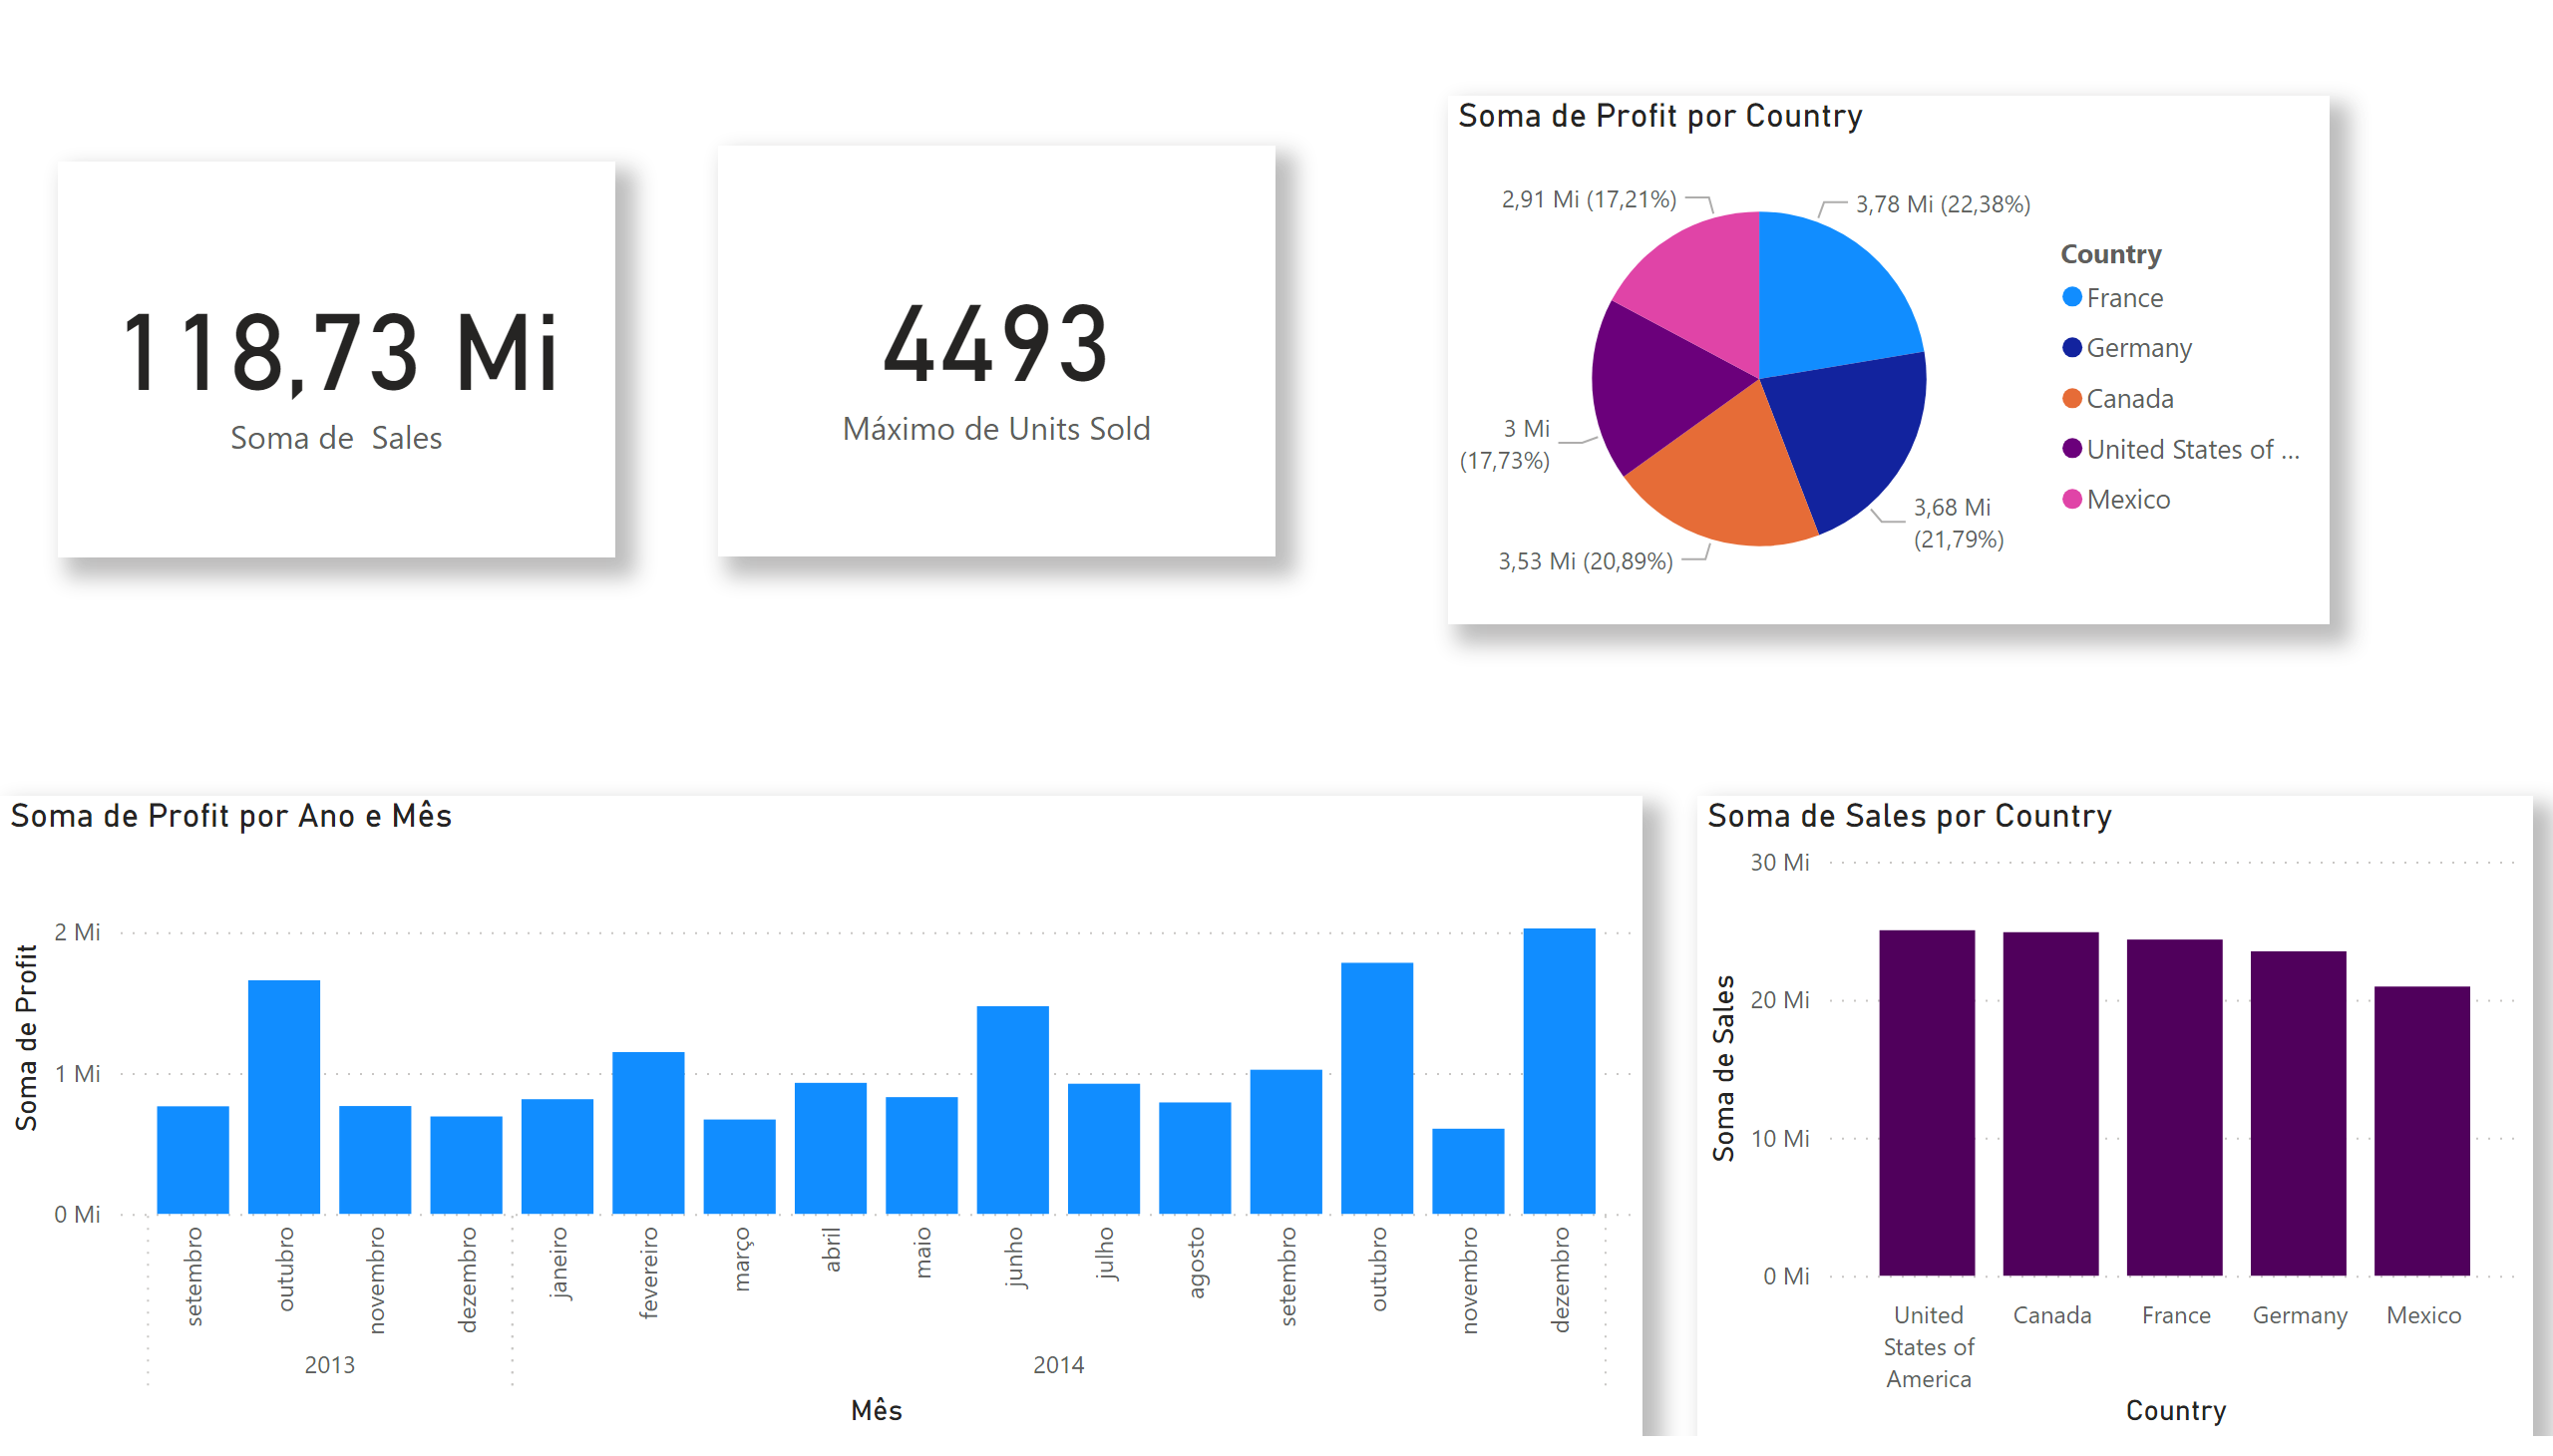 118,73 Mi
Soma de  Sales
4493
Máximo de Units Sold
Soma de Profit por Country
2,91 Mi (17,21%)
3,78 Mi (22,38%)
3 Mi
(17,73%)
3,68 Mi
(21,79%)
3,53 Mi (20,89%)
Country
France
Germany
Canada
United States of ...
Mexico
Soma de Profit por Ano e Mês
Soma de Profit
2 Mi
1 Mi
0 Mi
setembro
outubro
novembro
dezembro
janeiro
fevereiro
março
abril
maio
junho
julho
agosto
setembro
outubro
novembro
dezembro
2013
2014
Mês
Soma de Sales por Country
Soma de Sales
30 Mi
20 Mi
10 Mi
0 Mi
United
States of
America
Canada
France
Germany
Mexico
Country